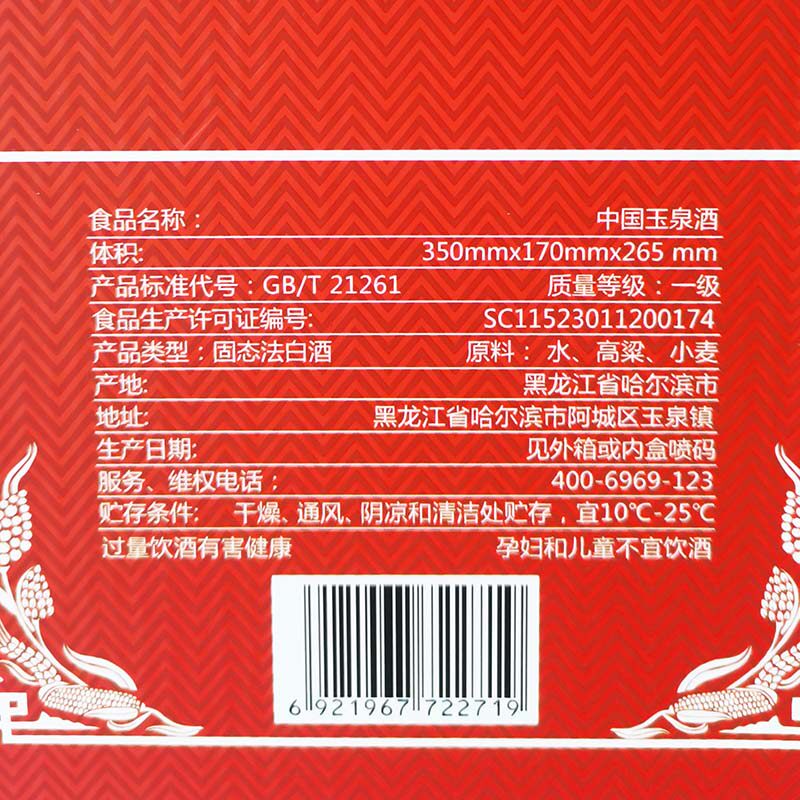 食品名称： 中国玉泉酒
体积: 350mmx170mmx265 mm
产品标准代号：GB/T 21261 质量等级：一级
食品生产许可证编号: SC11523011200174
产品类型：固态法白酒 原料： 水、高粱、小麦
产地: 黑龙江省哈尔滨市
地址: 黑龙江省哈尔滨市阿城区玉泉镇
生产日期: 见外箱或内盒喷码
服务、维权电话： 400-6969-123
贮存条件: 干燥、通风、阴凉和清洁处贮存，宜10℃-25℃
过量饮酒有害健康 孕妇和儿童不宜饮酒
6 921967 722719